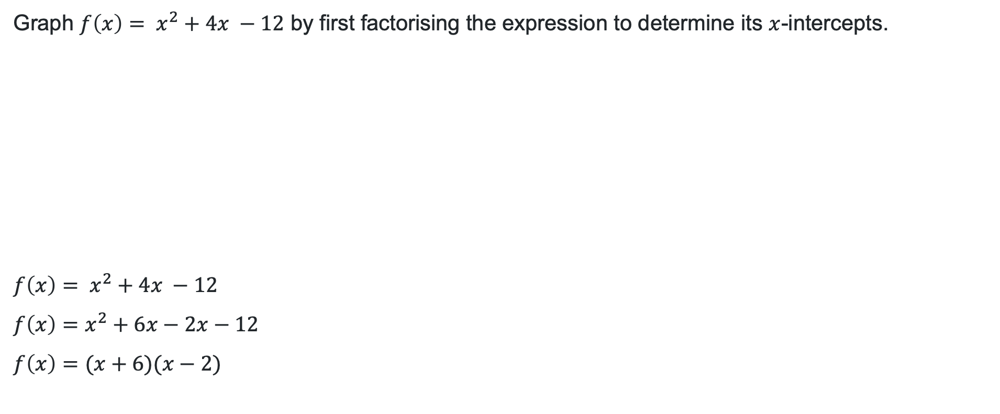 Graph f(x) = x² + 4x − 12 by first factorising the expression to determine its x-intercepts.
f(x) = x² + 4x − 12
f(x) = x² + 6x − 2x − 12
f(x) = (x + 6)(x − 2)